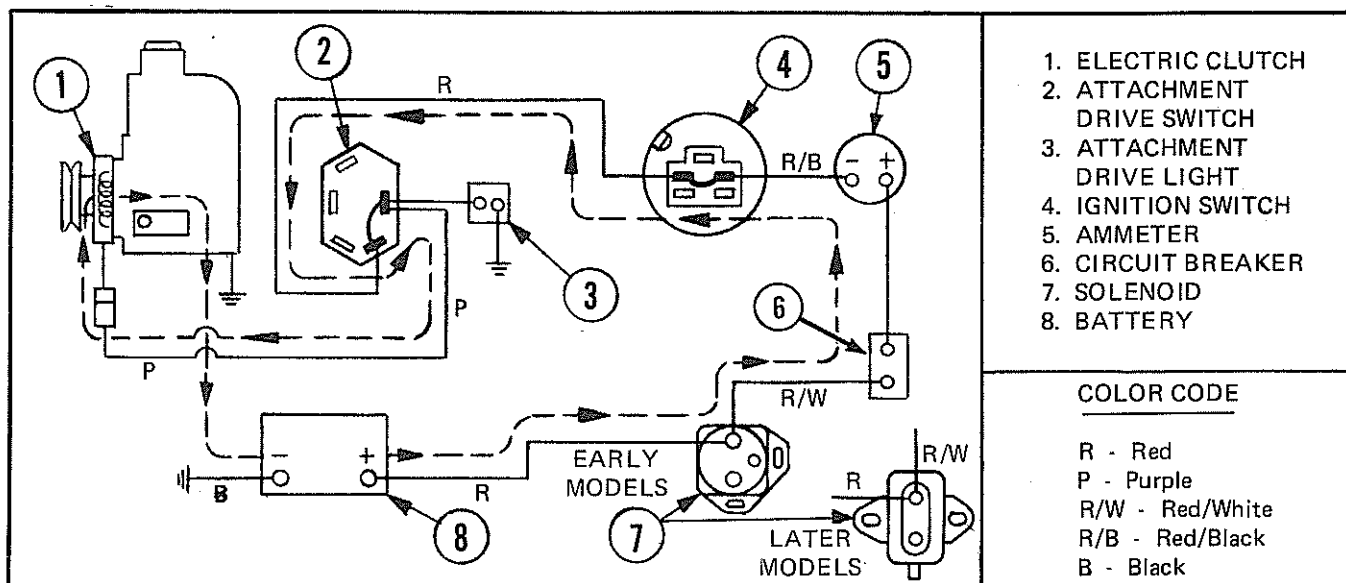 1
2
R
4
5
R/B
- +
3
P
P
6
R/W
- +
B
R
8
EARLY
MODELS
7
R
R/W
LATER
MODELS
1. ELECTRIC CLUTCH
2. ATTACHMENT
DRIVE SWITCH
3. ATTACHMENT
DRIVE LIGHT
4. IGNITION SWITCH
5. AMMETER
6. CIRCUIT BREAKER
7. SOLENOID
8. BATTERY
COLOR CODE
R - Red
P - Purple
R/W - Red/White
R/B - Red/Black
B - Black